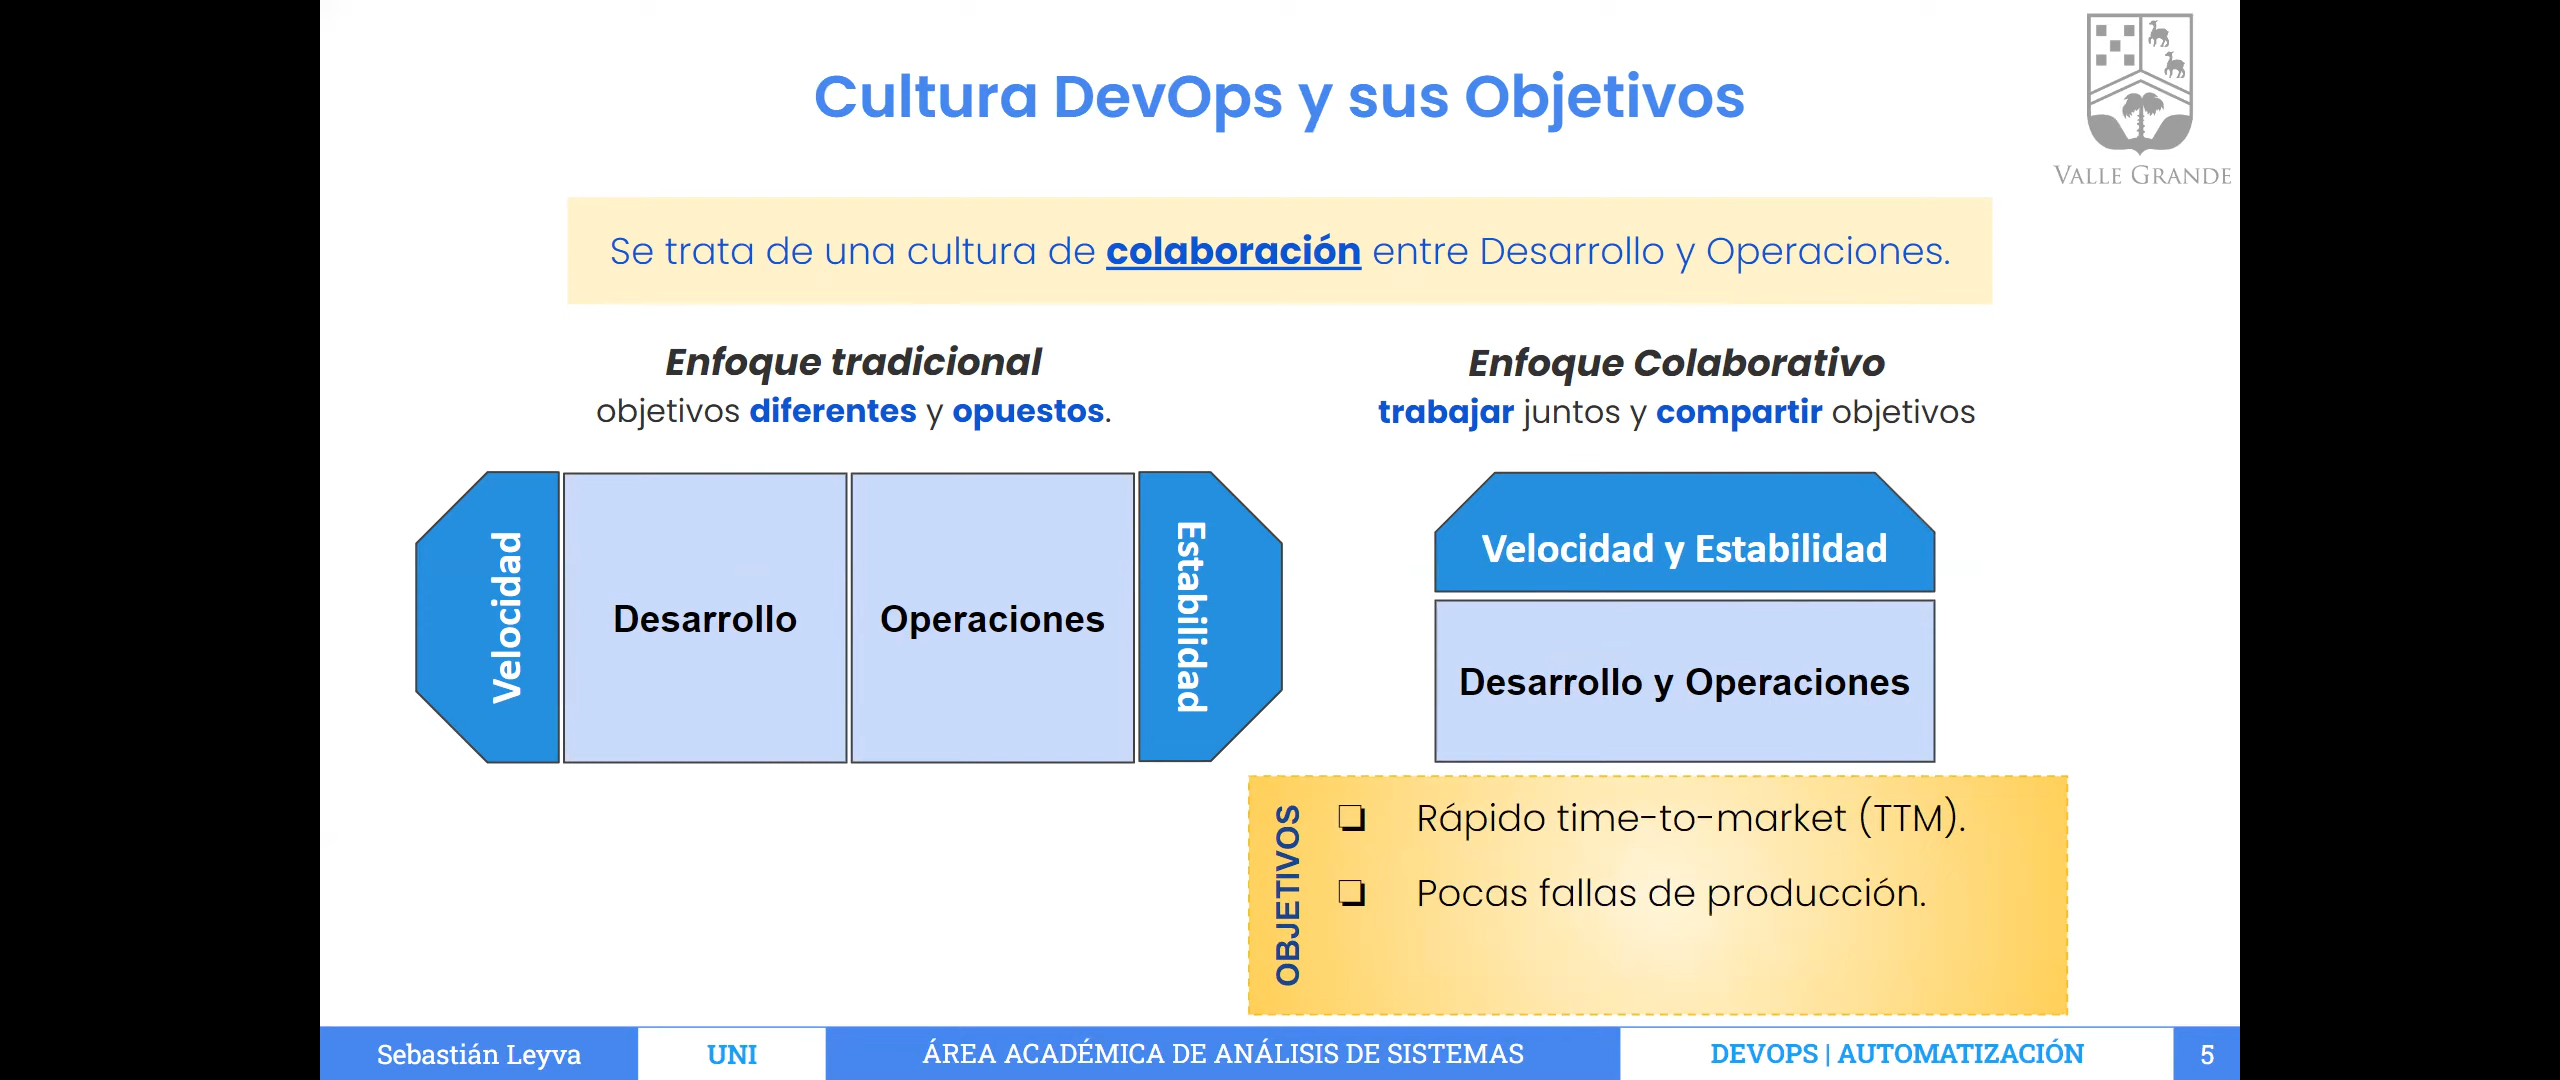 Cultura DevOps y sus Objetivos
VALLE GRANDE
Se trata de una cultura de colaboración entre Desarrollo y Operaciones.
Enfoque tradicional
objetivos diferentes y opuestos.
Velocidad
Desarrollo
Operaciones
Estabilidad
Enfoque Colaborativo
trabajar juntos y compartir objetivos
Velocidad y Estabilidad
Desarrollo y Operaciones
OBJETIVOS
❏ Rápido time-to-market (TTM).
❏ Pocas fallas de producción.
Sebastián Leyva
UNI
ÁREA ACADÉMICA DE ANÁLISIS DE SISTEMAS
DEVOPS | AUTOMATIZACIÓN
5